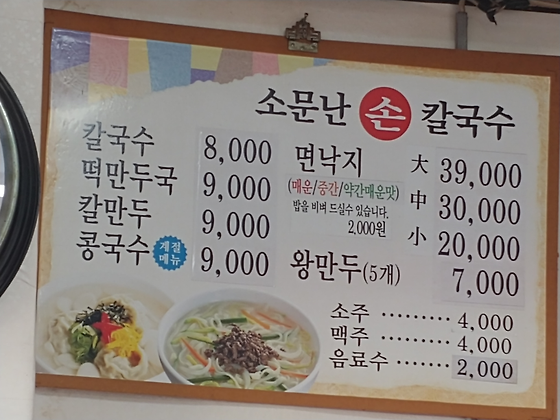 소문난 손 칼국수
칼국수 8,000
떡만두국 9,000
칼만두 9,000
콩국수 계절메뉴 9,000
면낙지 大 39,000
(매운/중간/약간매운맛) 中 30,000
밥을 비벼 드실수 있습니다.
2,000원
小 20,000
왕만두(5개) 7,000
소주 ········· 4,000
맥주 ········· 4,000
음료수 ······· 2,000